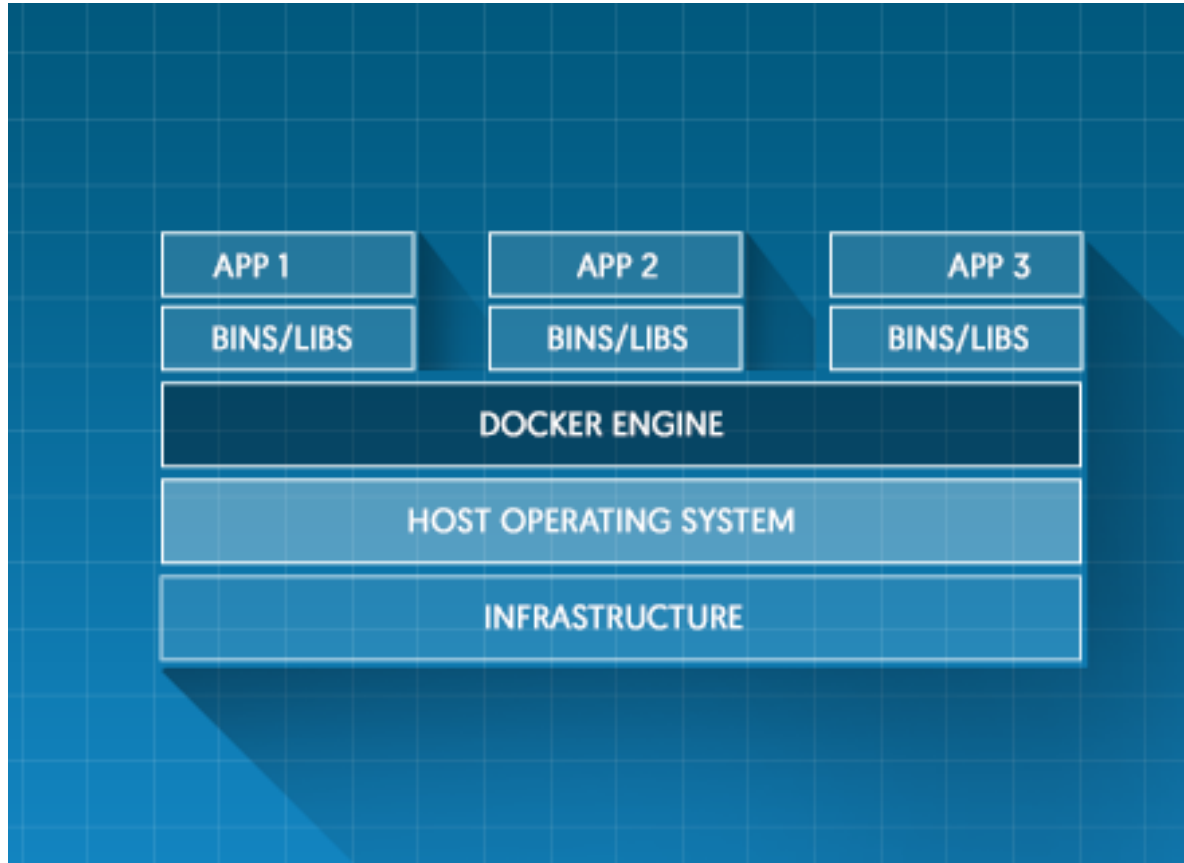 APP 1 APP 2 APP 3
BINS/LIBS BINS/LIBS BINS/LIBS
DOCKER ENGINE
HOST OPERATING SYSTEM
INFRASTRUCTURE